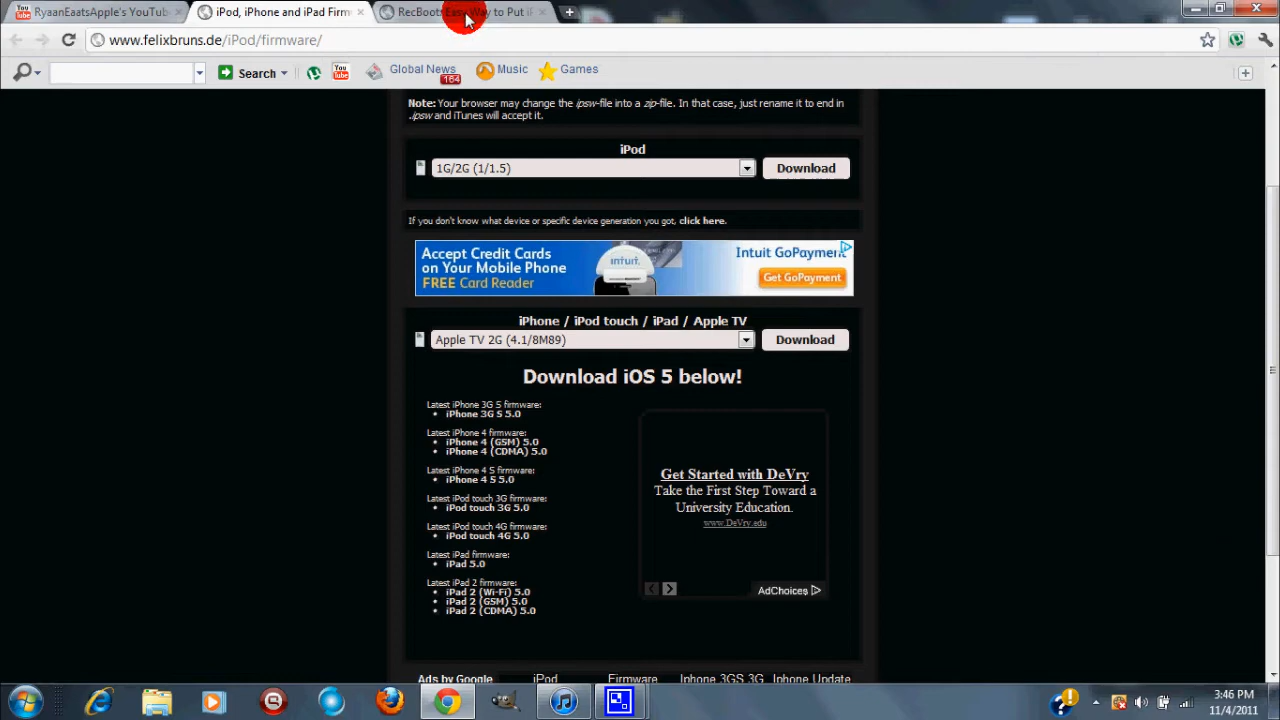 RyaanEatsApple's YouTub
iPod, iPhone and iPad Firm
RecBoot: Easy Way to Put iP
www.felixbruns.de/iPod/firmware/
Search
You Tube
Global News
164
Music
Games
Note: Your browser may change the ipsw-file into a zip-file. In that case, just rename it to end in
.ipsw and iTunes will accept it.
iPod
1G/2G (1/1.5)
Download
If you don't know what device or specific device generation you got, click here.
Accept Credit Cards
on Your Mobile Phone
FREE Card Reader
intuit.
Intuit GoPayment
Get GoPayment
iPhone / iPod touch / iPad / Apple TV
Apple TV 2G (4.1/8M89)
Download
Download iOS 5 below!
Latest iPhone 3G S firmware:
iPhone 3G S 5.0
Latest iPhone 4 firmware:
iPhone 4 (GSM) 5.0
iPhone 4 (CDMA) 5.0
Latest iPhone 4 S firmware:
iPhone 4 S 5.0
Latest iPod touch 3G firmware:
iPod touch 3G 5.0
Latest iPod touch 4G firmware:
iPod touch 4G 5.0
Latest iPad firmware:
iPad 5.0
Latest iPad 2 firmware:
iPad 2 (Wi-Fi) 5.0
iPad 2 (GSM) 5.0
iPad 2 (CDMA) 5.0
Get Started with DeVry
Take the First Step Toward a
University Education.
www.DeVry.edu
AdChoices
Ads by Google
iPod
Firmware
Iphone 3GS 3G
Iphone Update
3:46 PM
11/4/2011